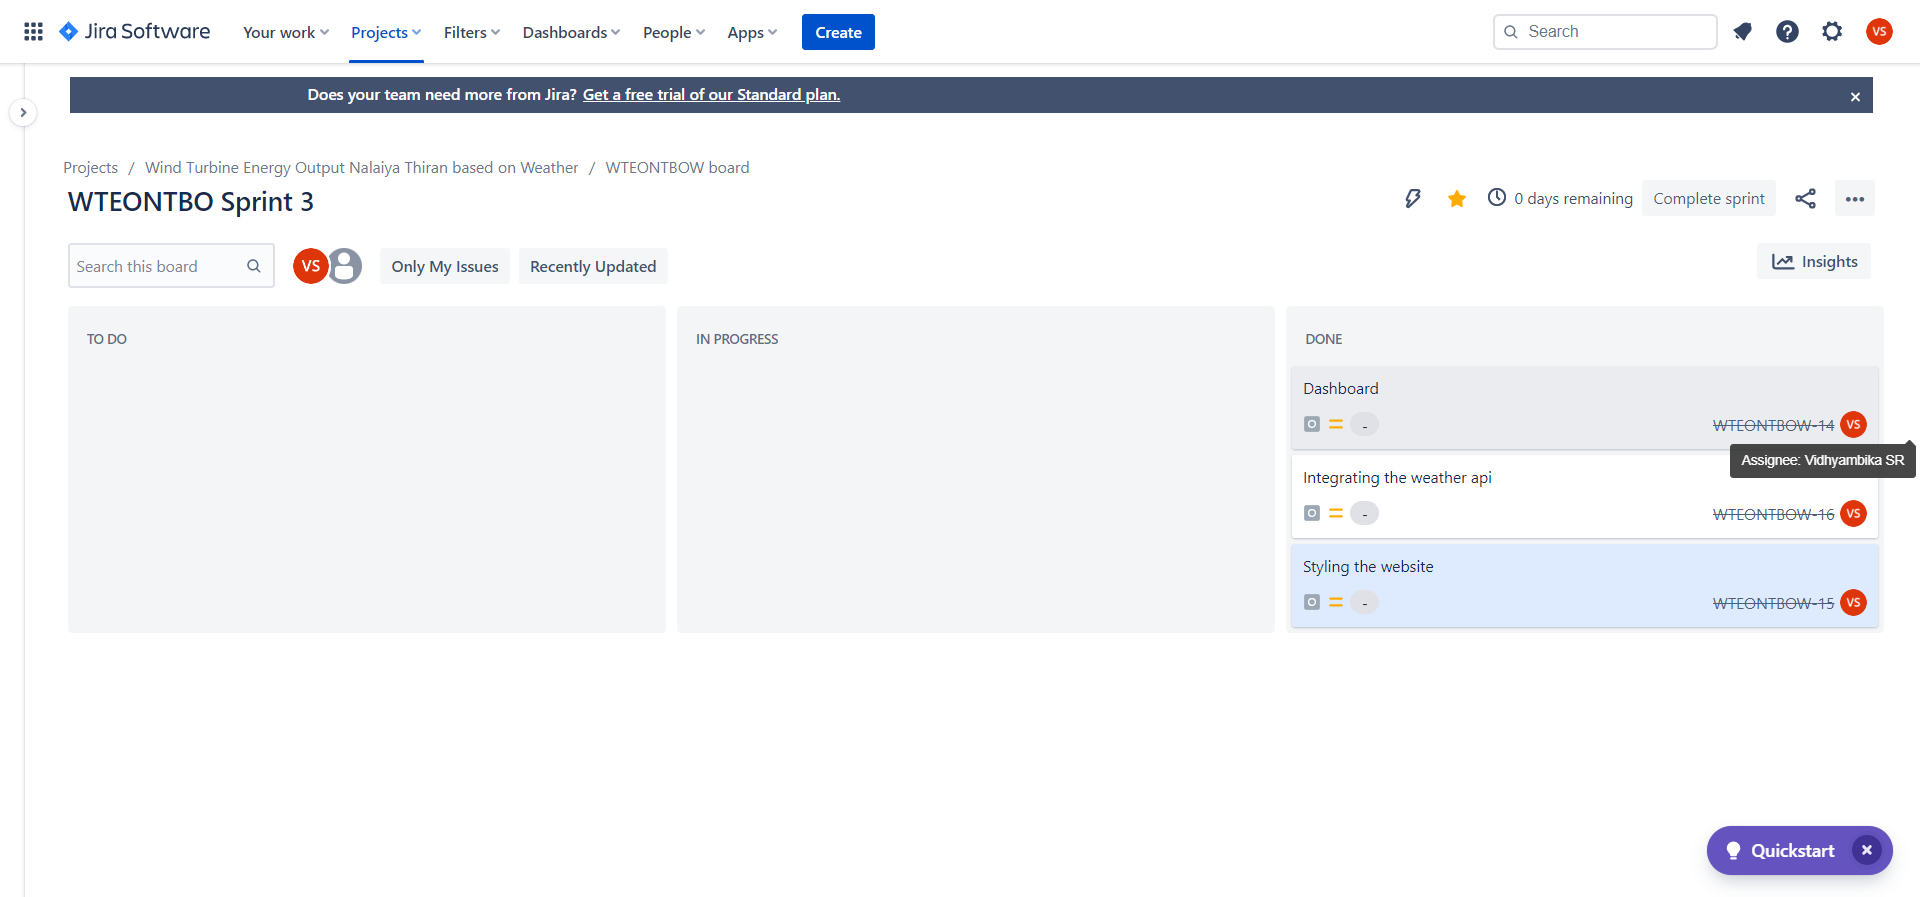 Jira Software Your work Projects Filters Dashboards People Apps Create Search VS
Does your team need more from Jira? Get a free trial of our Standard plan.
Projects / Wind Turbine Energy Output Nalaiya Thiran based on Weather / WTEONTBOW board
WTEONTBO Sprint 3
0 days remaining Complete sprint
Search this board VS Only My Issues Recently Updated Insights
TO DO IN PROGRESS DONE
Dashboard
- WTEONTBOW-14 VS
Assignee: Vidhyambika SR
Integrating the weather api
- WTEONTBOW-16 VS
Styling the website
- WTEONTBOW-15 VS
Quickstart